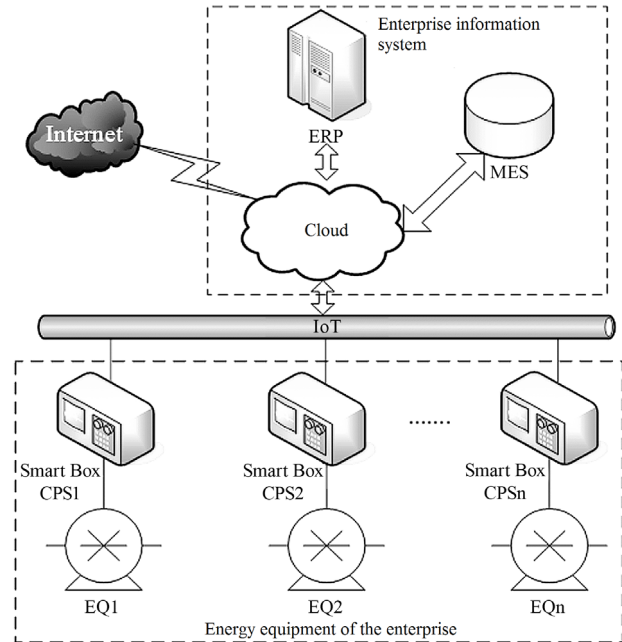 Enterprise information
system
Internet
ERP
MES
Cloud
IoT
.......
Smart Box
CPS1
Smart Box
CPS2
Smart Box
CPSn
EQ1
EQ2
EQn
Energy equipment of the enterprise